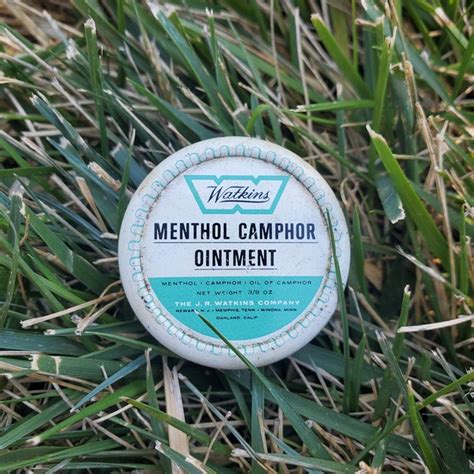 Watkins
MENTHOL CAMPHOR
OINTMENT
MENTHOL - CAMPHOR - OIL OF CAMPHOR
NET WEIGHT 3/8 OZ.
THE J. R. WATKINS COMPANY
NEWARK, N. J. - MEMPHIS, TENN. - WINONA, MINN.
OAKLAND, CALIF.